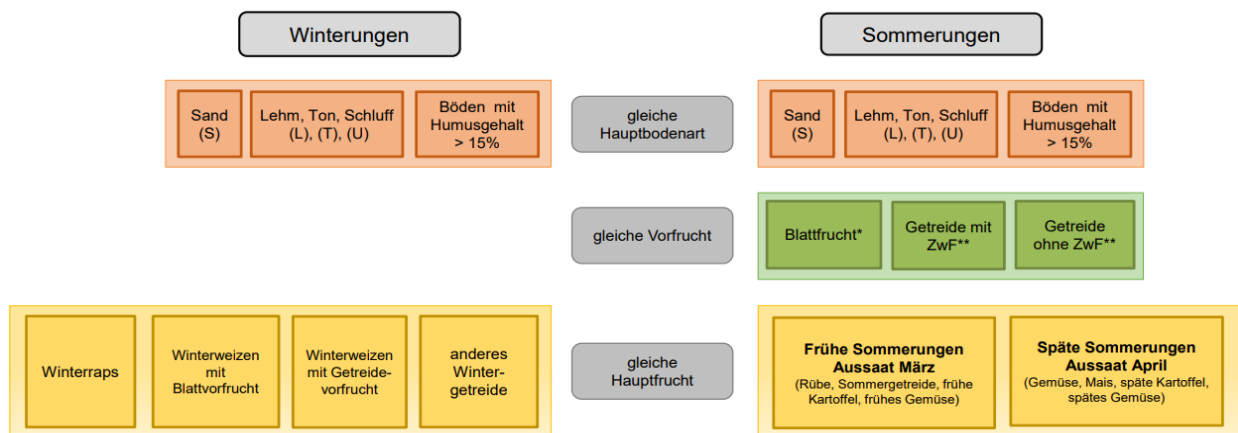 Winterungen
Sommerungen
Sand
(S)
Lehm, Ton, Schluff
(L), (T), (U)
Böden mit
Humusgehalt
> 15%
gleiche
Hauptbodenart
Sand
(S)
Lehm, Ton, Schluff
(L), (T), (U)
Böden mit
Humusgehalt
> 15%
gleiche Vorfrucht
Blattfrucht*
Getreide mit
ZwF**
Getreide
ohne ZwF**
Winterraps
Winterweizen
mit
Blattvorfrucht
Winterweizen
mit Getreide-
vorfrucht
anderes
Winter-
getreide
gleiche
Hauptfrucht
Frühe Sommerungen
Aussaat März
(Rübe, Sommergetreide, frühe
Kartoffel, frühes Gemüse)
Späte Sommerungen
Aussaat April
(Gemüse, Mais, späte Kartoffel,
spätes Gemüse)